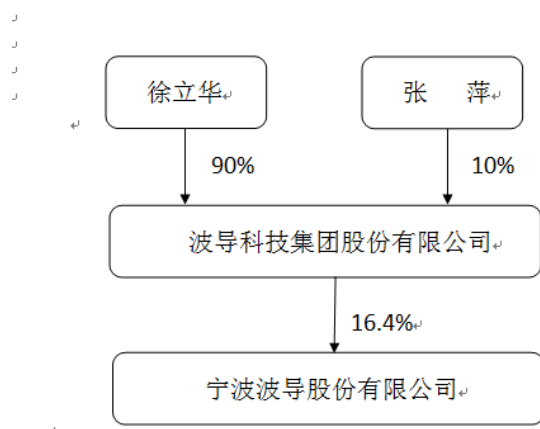 徐立华
张 萍
90%
10%
波导科技集团股份有限公司
16.4%
宁波波导股份有限公司